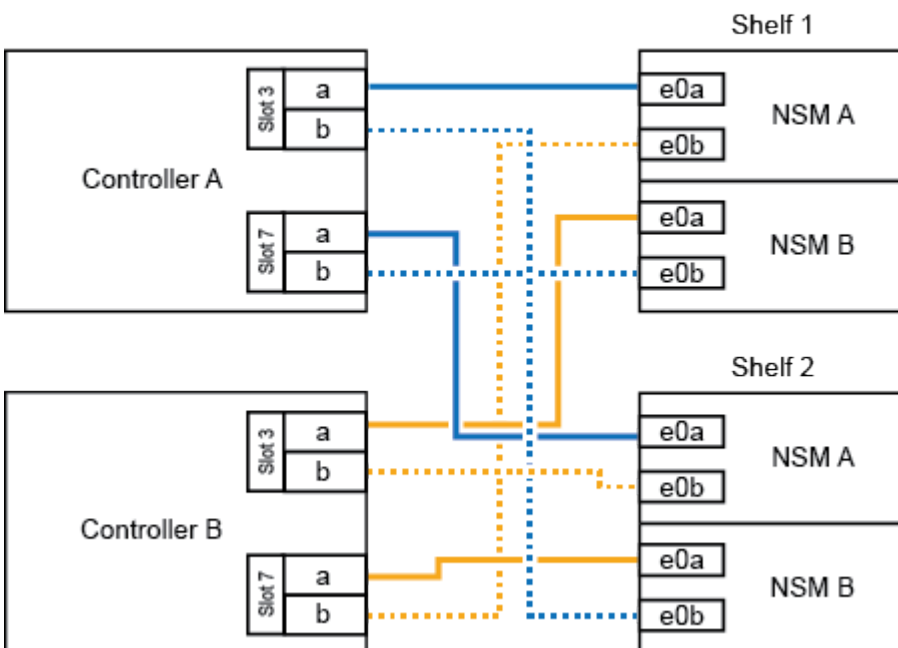 Shelf 1
Controller A
Slot 3
a
b
Slot 7
a
b
e0a
e0b
NSM A
e0a
e0b
NSM B
Shelf 2
Controller B
Slot 3
a
b
Slot 7
a
b
e0a
e0b
NSM A
e0a
e0b
NSM B